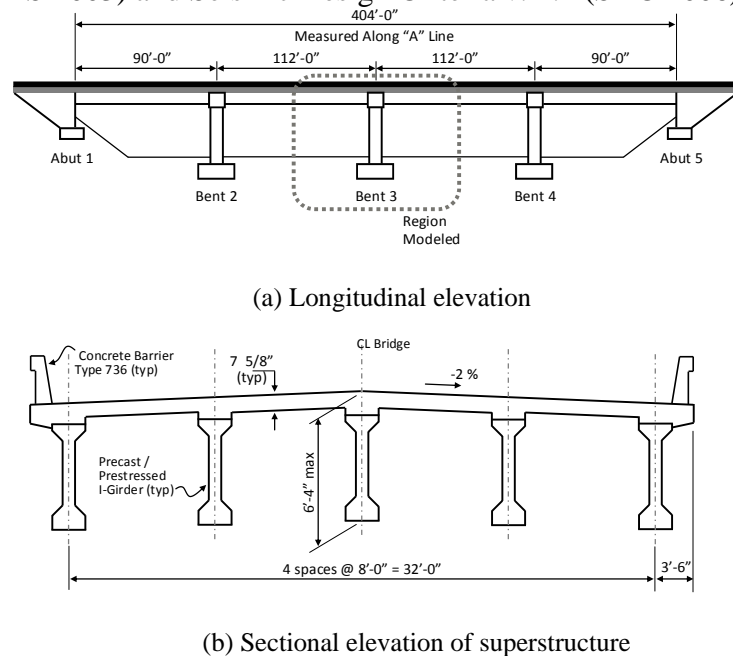 404'-0"
Measured Along “A” Line
90'-0" 112'-0" 112'-0" 90'-0"
Abut 1
Abut 5
Bent 2
Bent 3
Bent 4
Region
Modeled
(a) Longitudinal elevation
Concrete Barrier
Type 736 (typ)
7 5/8”
(typ)
CL Bridge
-2 %
Precast /
Prestressed
I-Girder (typ)
6'-4” max
4 spaces @ 8'-0” = 32'-0”
3'-6”
(b) Sectional elevation of superstructure